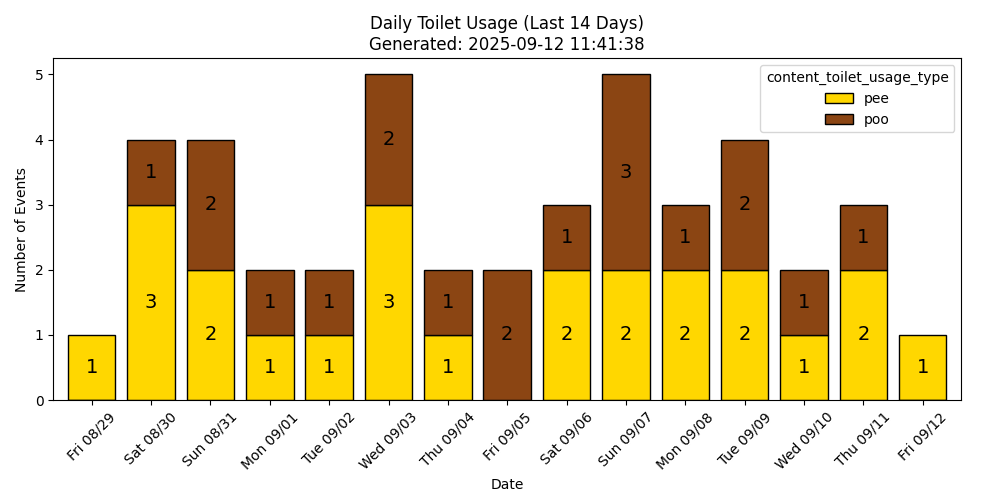 Daily Toilet Usage (Last 14 Days)
Generated: 2025-09-12 11:41:38
content_toilet_usage_type
pee
poo
Number of Events
5
4
3
2
1
0
1
3
1
2
2
1
1
1
1
3
2
1
1
2
2
1
2
3
2
1
2
2
1
1
2
1
1
Fri 08/29
Sat 08/30
Sun 08/31
Mon 09/01
Tue 09/02
Wed 09/03
Thu 09/04
Fri 09/05
Sat 09/06
Sun 09/07
Mon 09/08
Tue 09/09
Wed 09/10
Thu 09/11
Fri 09/12
Date